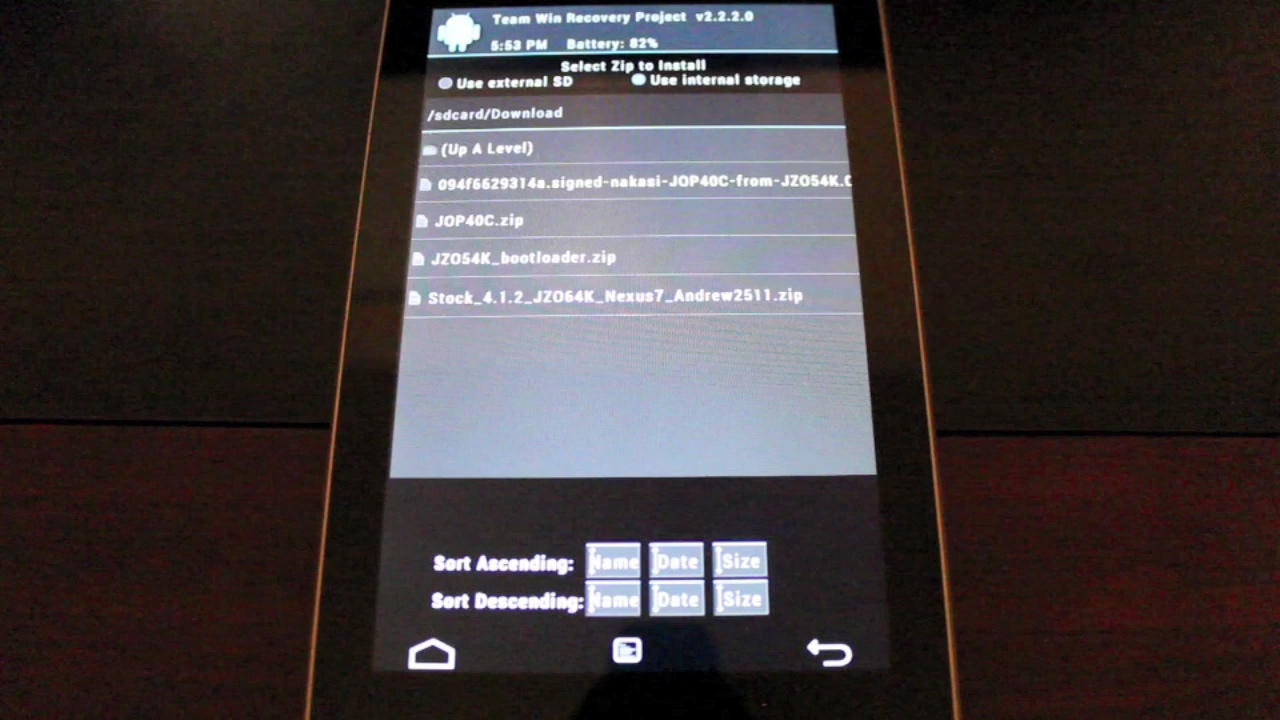 Team Win Recovery Project v2.2.2.0
5:53 PM Battery: 82%
Select Zip to Install
Use external SD Use internal storage
/sdcard/Download
(Up A Level)
094f6629314a.signed-nakasi-JOP40C-from-JZO54K.
JOP40C.zip
JZO54K_bootloader.zip
Stock_4.1.2_JZO64K_Nexus7_Andrew2511.zip
Sort Ascending: Name Date Size
Sort Descending: Name Date Size